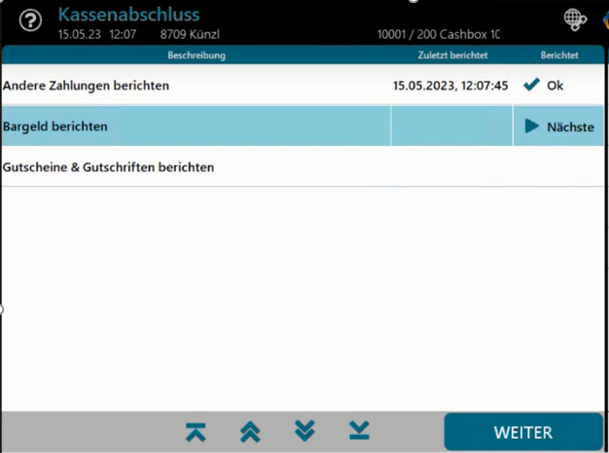 Kassenabschluss
15.05.23 12:07 8709 Künzl 10001 / 200 Cashbox 10
Beschreibung Zuletzt berichtet Berichtet
Andere Zahlungen berichten 15.05.2023, 12:07:45 Ok
Bargeld berichten Nächste
Gutscheine & Gutschriften berichten
WEITER